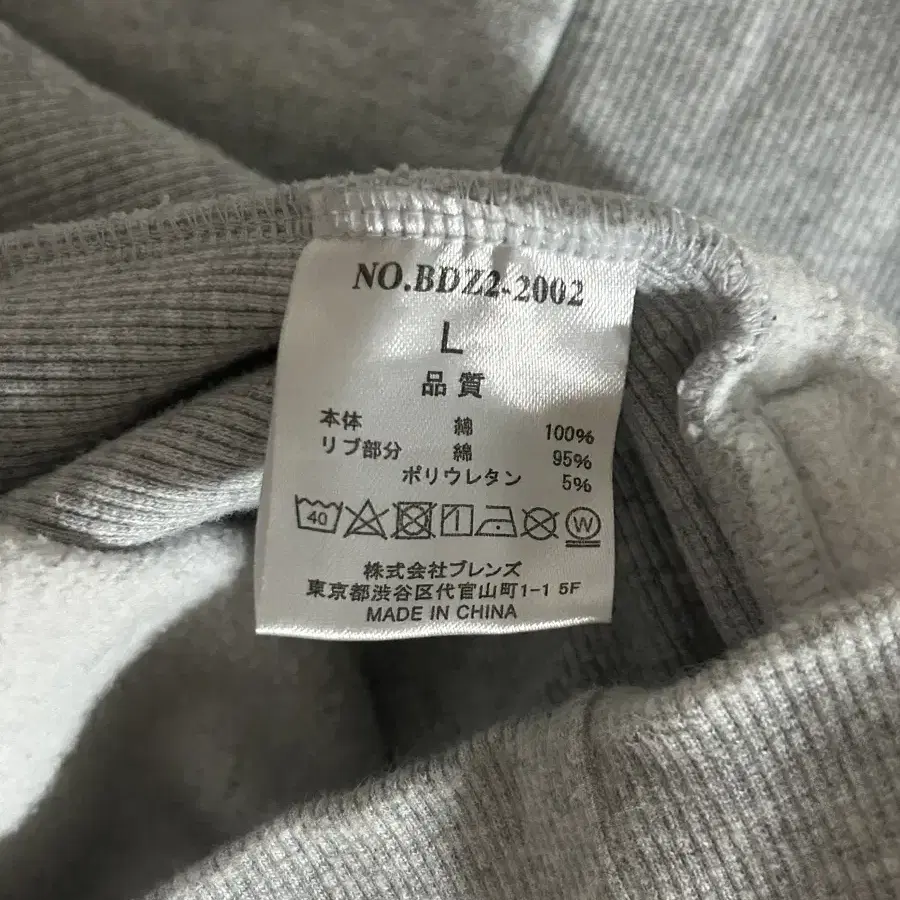 NO.BDZ2-2002
L
品質
本体 綿 100%
リブ部分 綿 95%
ポリウレタン 5%
40 W
株式会社ブレンズ
東京都渋谷区代官山町1-1 5F
MADE IN CHINA